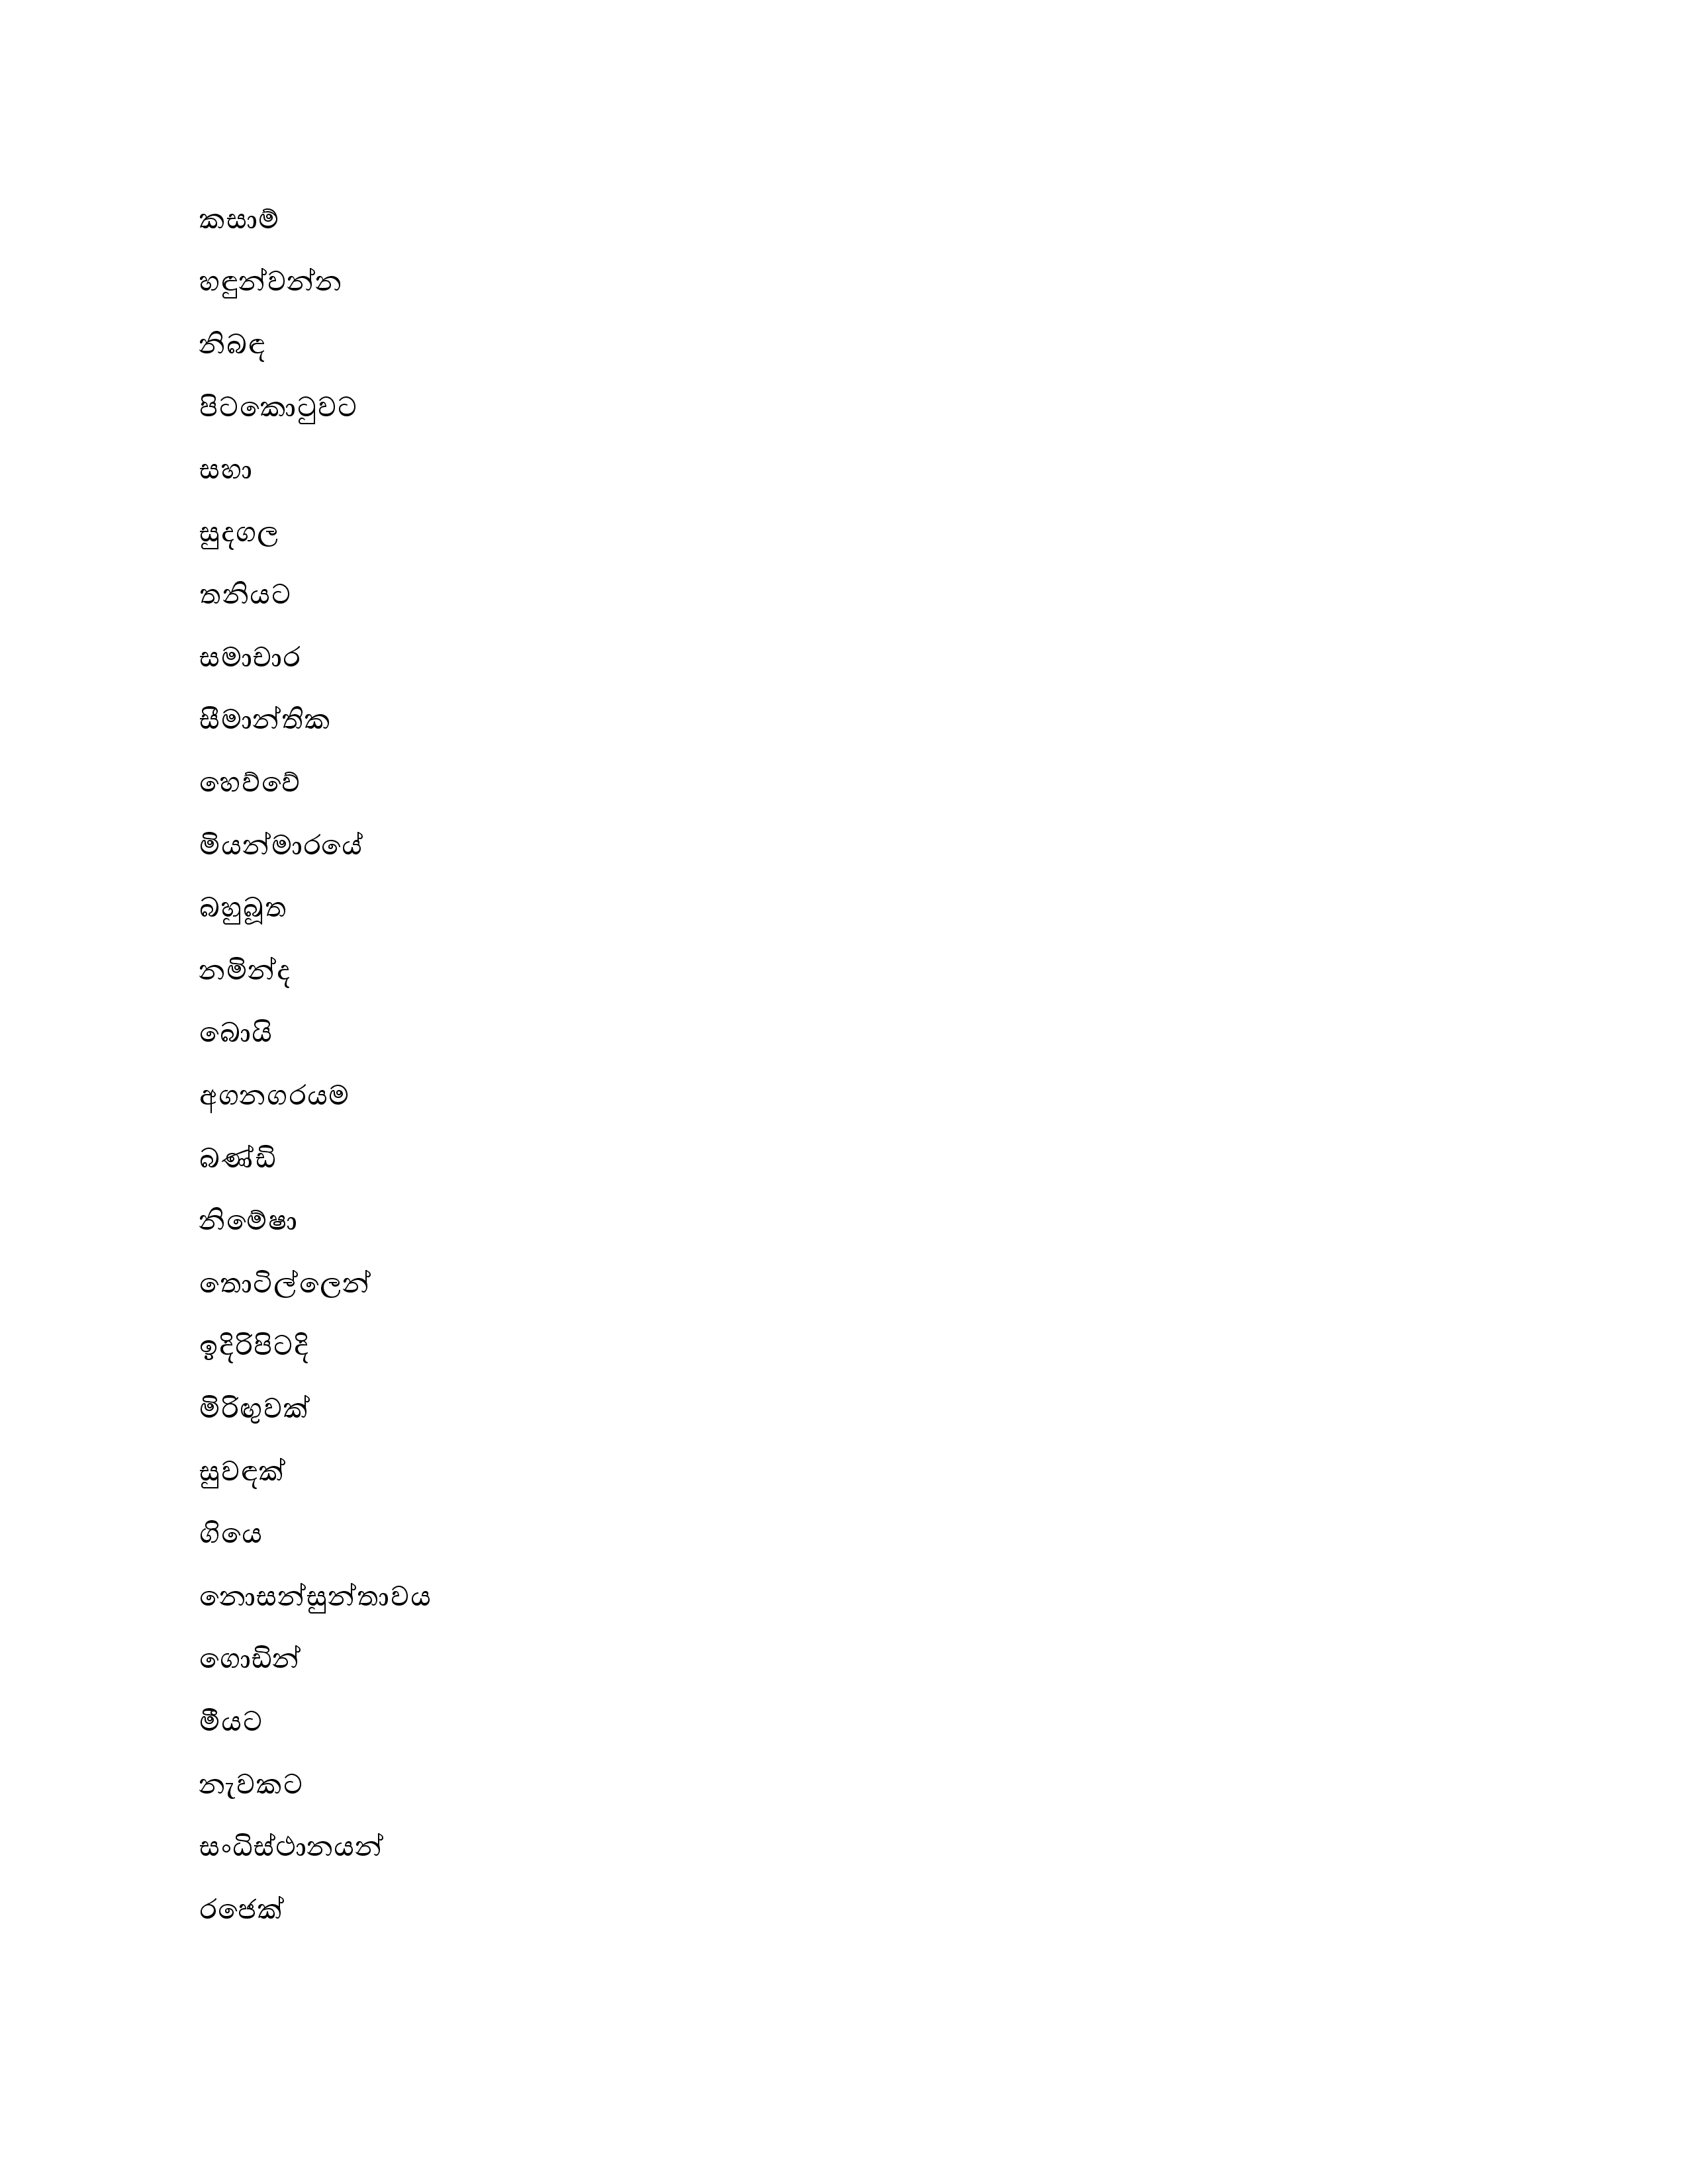 කසාම්
හඳුන්වන්න
නිබඳ
පිටකොටුවට
සහා
සුදගල
තනියට
සමාචාර
සීමාන්තික
හෙව්වේ
මියන්මාරයේ
බහුබූත
නමින්ද
බොයි
අගනගරයම
බණ්ඩි
නිමේෂා
තොටිල්ලෙන්
ඉදිරිපිටදි
මිරිඟුවක්
සුවඳක්
ගියෙ
නොසන්සුන්තාවය
ගොඩින්
මීයට
නැවකට
සංධිස්ථානයන්
රජෙක්